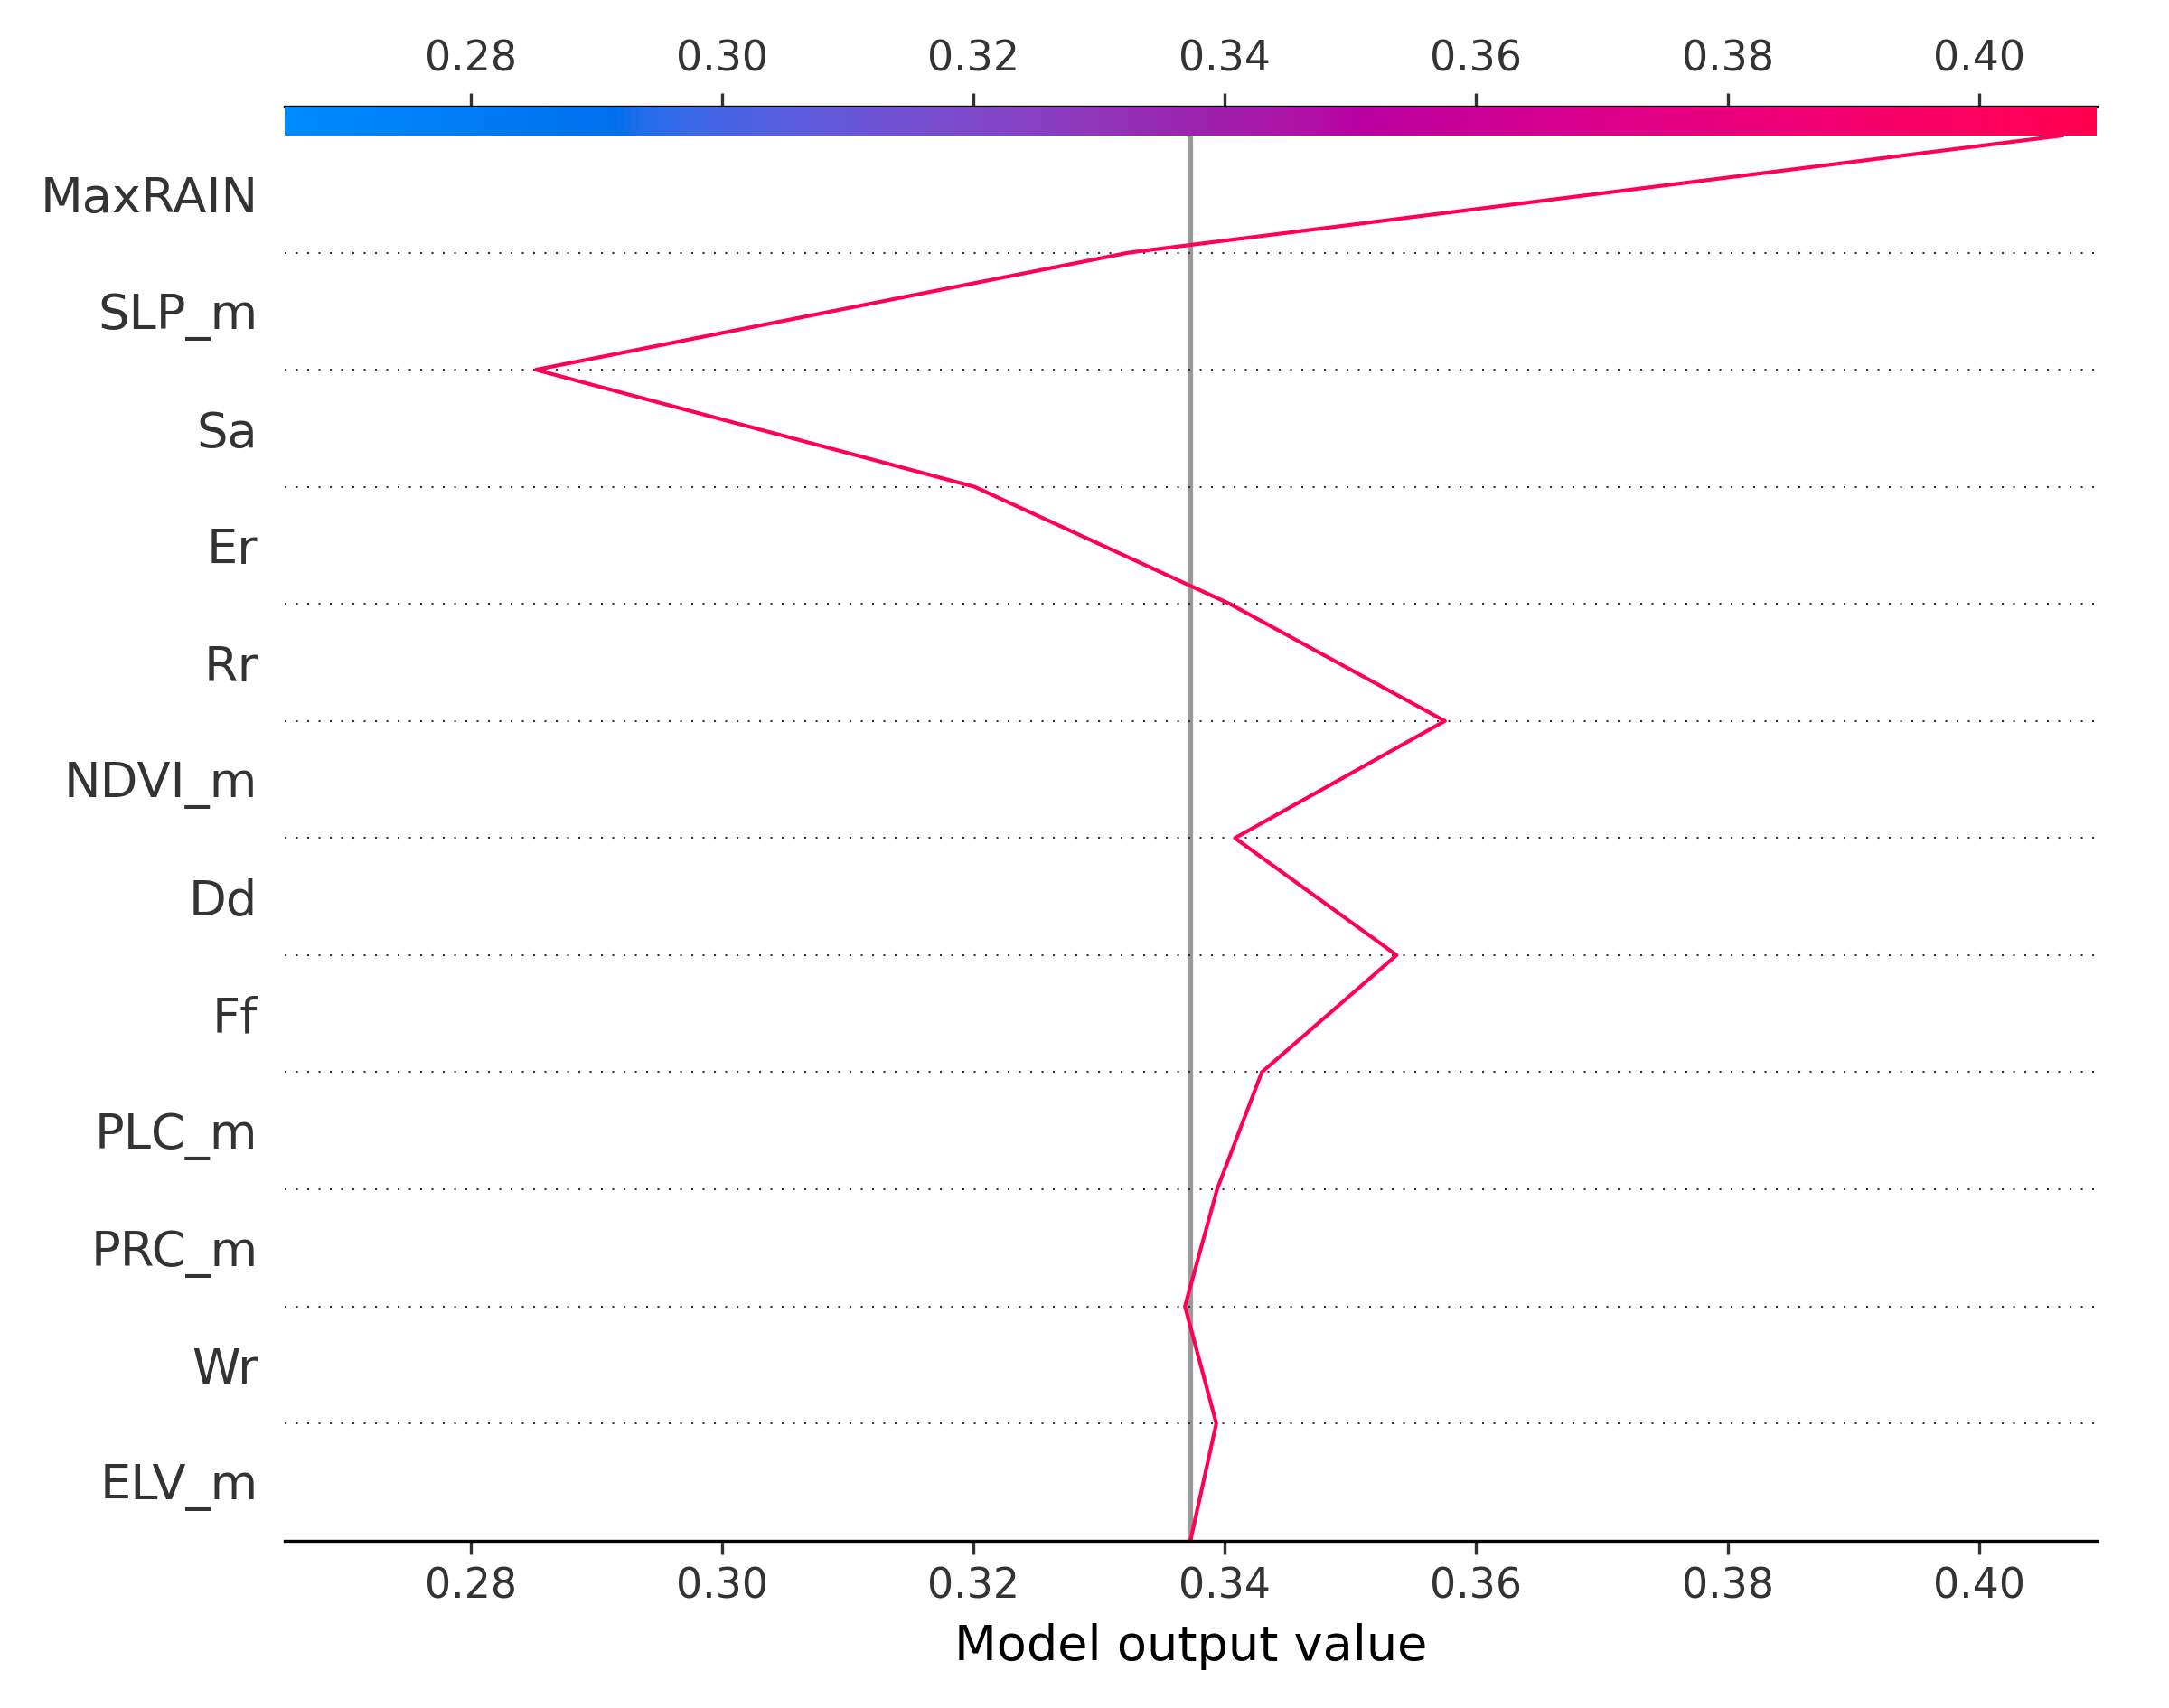 0.28 0.30 0.32 0.34 0.36 0.38 0.40
MaxRAIN
SLP_m
Sa
Er
Rr
NDVI_m
Dd
Ff
PLC_m
PRC_m
Wr
ELV_m
0.28 0.30 0.32 0.34 0.36 0.38 0.40
Model output value